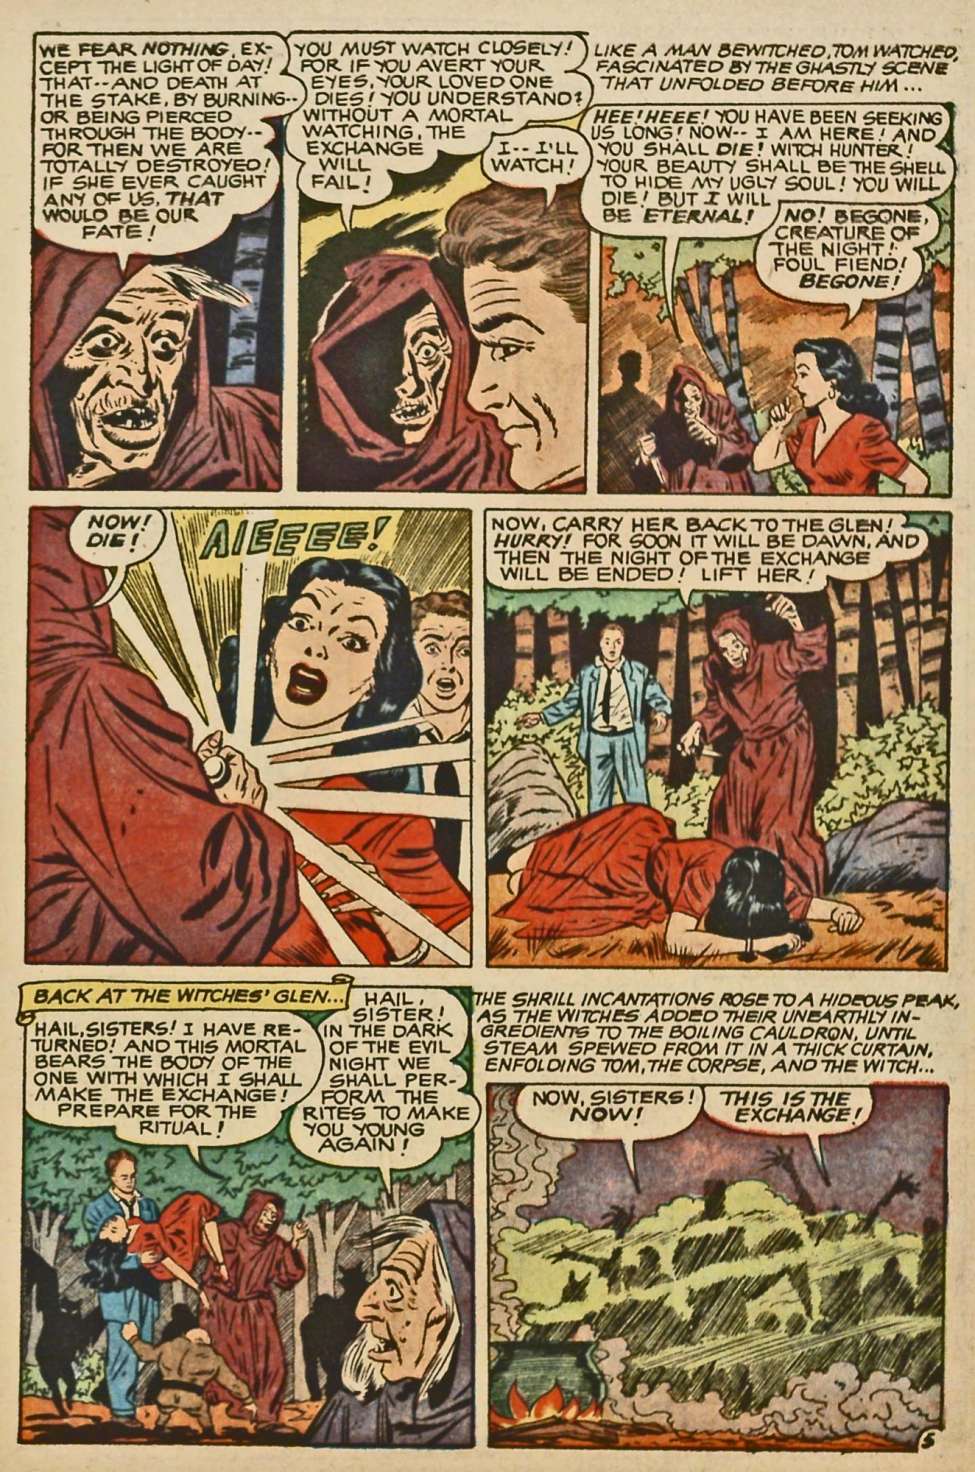 WE FEAR NOTHING, EX-
CEPT THE LIGHT OF DAY!
THAT--AND DEATH AT
THE STAKE, BY BURNING--
OR BEING PIERCED
THROUGH THE BODY--
FOR THEN WE ARE
TOTALLY DESTROYED!
IF SHE EVER CAUGHT
ANY OF US, THAT
WOULD BE OUR
FATE!
YOU MUST WATCH CLOSELY!
FOR IF YOU AVERT YOUR
EYES, YOUR LOVED ONE
DIES! YOU UNDERSTAND?
WITHOUT A MORTAL
WATCHING, THE
EXCHANGE
WILL
FAIL!
I--I'LL
WATCH!
LIKE A MAN BEWITCHED, TOM WATCHED,
FASCINATED BY THE GHASTLY SCENE
THAT UNFOLDED BEFORE HIM...
HEE! HEEE! YOU HAVE BEEN SEEKING
US LONG! NOW-- I AM HERE! AND
YOU SHALL DIE! WITCH HUNTER!
YOUR BEAUTY SHALL BE THE SHELL
TO HIDE MY UGLY SOUL! YOU WILL
DIE! BUT I WILL
BE ETERNAL!
NO! BEGONE,
CREATURE OF
THE NIGHT!
FOUL FIEND!
BEGONE!
NOW!
DIE!
AIEEEEE!
NOW, CARRY HER BACK TO THE GLEN!
HURRY! FOR SOON IT WILL BE DAWN, AND
THEN THE NIGHT OF THE EXCHANGE
WILL BE ENDED! LIFT HER!
BACK AT THE WITCHES' GLEN...
HAIL, SISTERS! I HAVE RE-
TURNED! AND THIS MORTAL
BEARS THE BODY OF THE
ONE WITH WHICH I SHALL
MAKE THE EXCHANGE!
PREPARE FOR THE
RITUAL!
HAIL,
SISTER!
IN THE DARK
OF THE EVIL
NIGHT WE
SHALL PER-
FORM THE
RITES TO MAKE
YOU YOUNG
AGAIN!
THE SHRILL INCANTATIONS ROSE TO A HIDEOUS PEAK,
AS THE WITCHES ADDED THEIR UNEARTHLY IN-
GREDIENTS TO THE BOILING CAULDRON, UNTIL
STEAM SPEWED FROM IT IN A THICK CURTAIN,
ENFOLDING TOM, THE CORPSE, AND THE WITCH...
NOW, SISTERS!
NOW!
THIS IS THE
EXCHANGE!
5